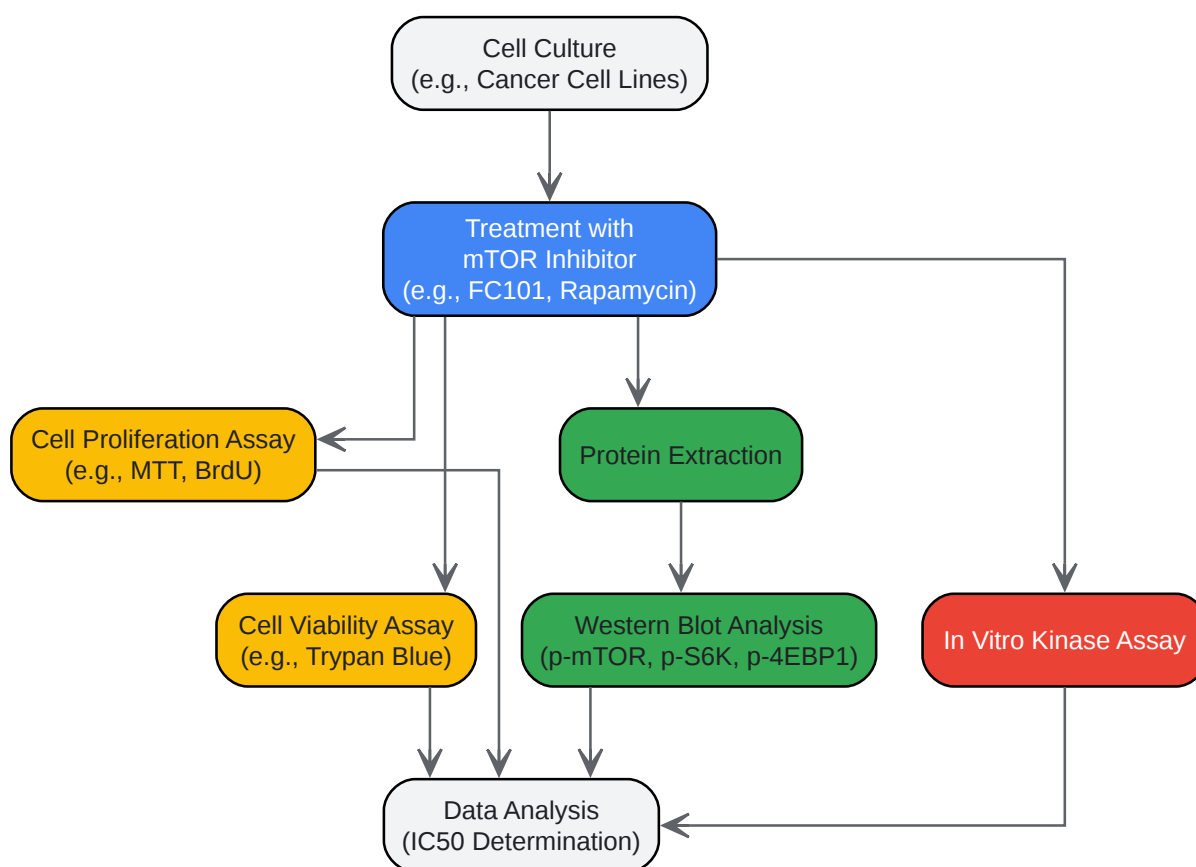 Cell Culture
(e.g., Cancer Cell Lines)
Treatment with
mTOR Inhibitor
(e.g., FC101, Rapamycin)
Cell Proliferation Assay
(e.g., MTT, BrdU)
Protein Extraction
Cell Viability Assay
(e.g., Trypan Blue)
Western Blot Analysis
(p-mTOR, p-S6K, p-4EBP1)
In Vitro Kinase Assay
Data Analysis
(IC50 Determination)